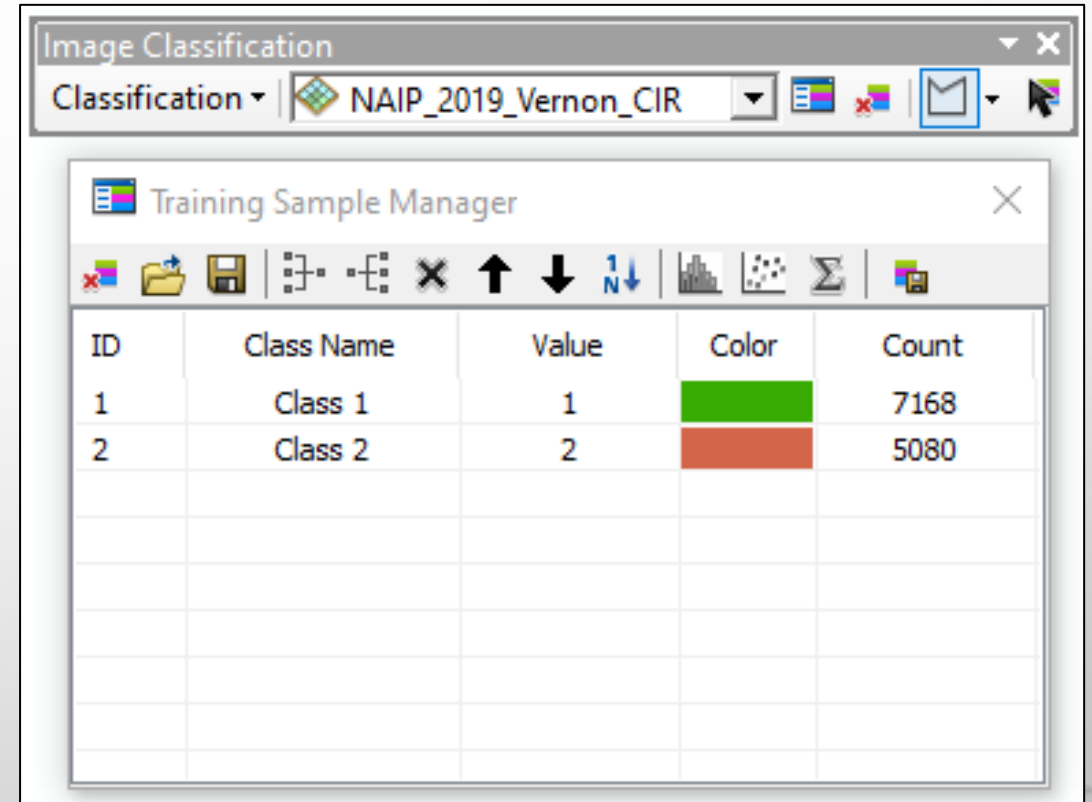 Image Classification
Classification NAIP_2019_Vernon_CIR
Training Sample Manager
1
N
Σ
ID Class Name Value Color Count
1 Class 1 1 7168
2 Class 2 2 5080